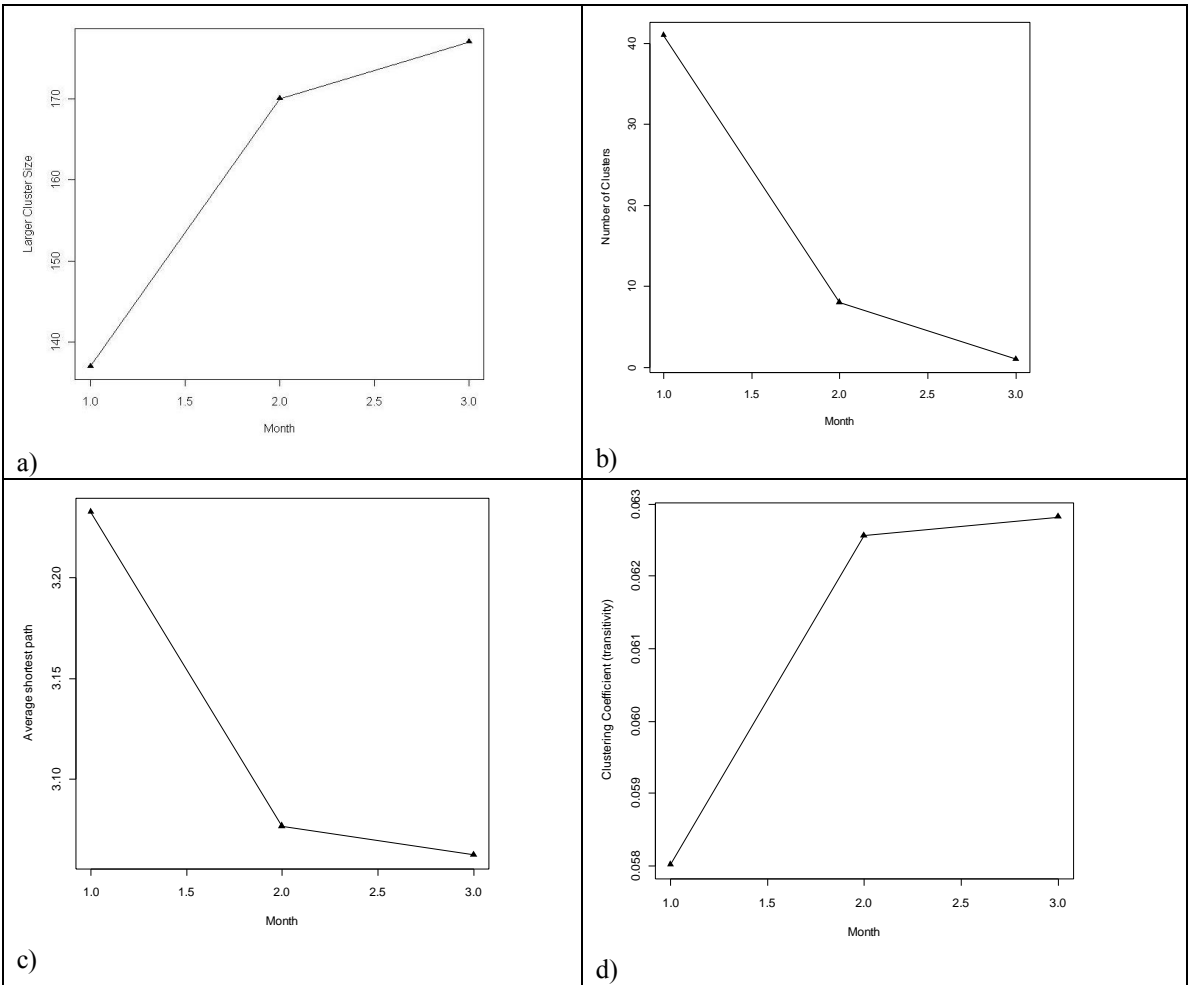 Larger Cluster Size
170
160
150
140
1.0 1.5 2.0 2.5 3.0
Month
a)
Number of Clusters
40
30
20
10
0
1.0 1.5 2.0 2.5 3.0
Month
b)
Average shortest path
3.20
3.15
3.10
1.0 1.5 2.0 2.5 3.0
Month
c)
Clustering Coefficient (transitivity)
0.063
0.062
0.061
0.060
0.059
0.058
1.0 1.5 2.0 2.5 3.0
Month
d)